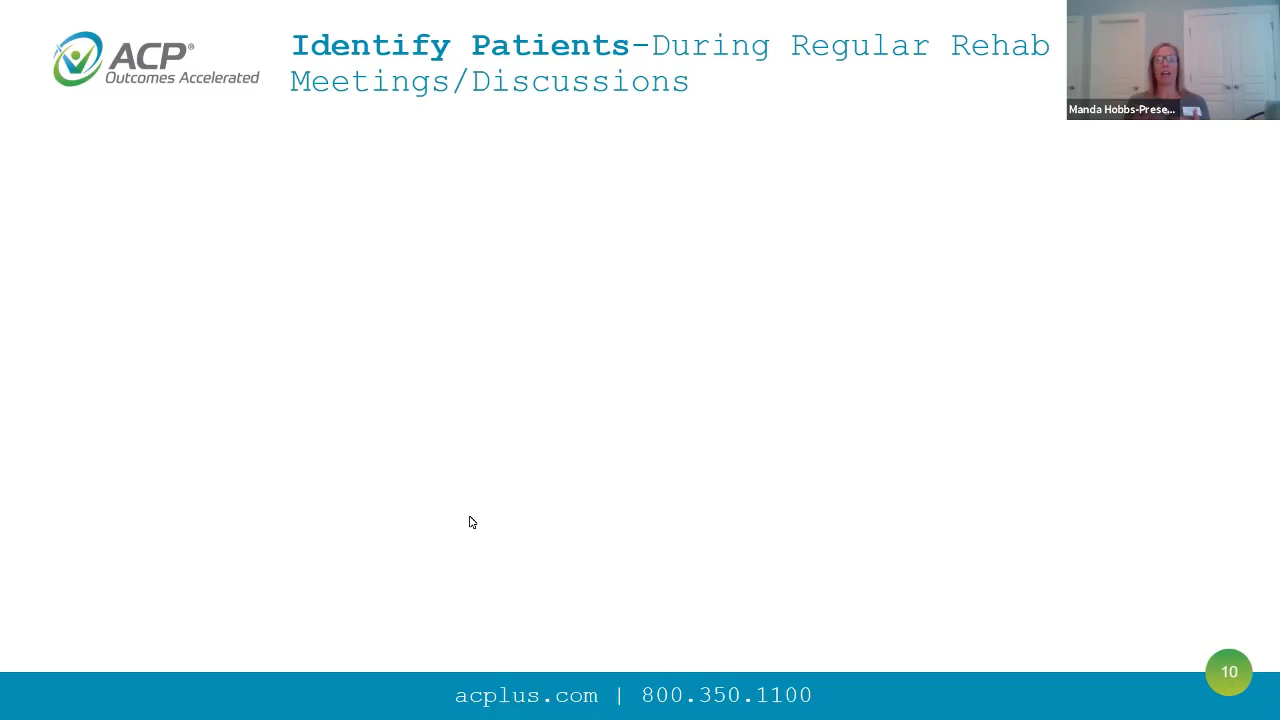 ACP®
Outcomes Accelerated
Identify Patients-During Regular Rehab
Meetings/Discussions
Manda Hobbs-Prese...
10
acplus.com | 800.350.1100